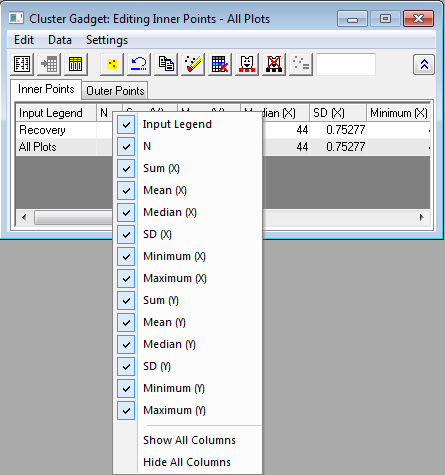 Cluster Gadget: Editing Inner Points - All Plots
Edit Data Settings
Inner Points Outer Points
Input Legend N Median (X) SD (X) Minimum (X)
Recovery 44 0.75277
All Plots 44 0.75277
Input Legend
N
Sum (X)
Mean (X)
Median (X)
SD (X)
Minimum (X)
Maximum (X)
Sum (Y)
Mean (Y)
Median (Y)
SD (Y)
Minimum (Y)
Maximum (Y)
Show All Columns
Hide All Columns